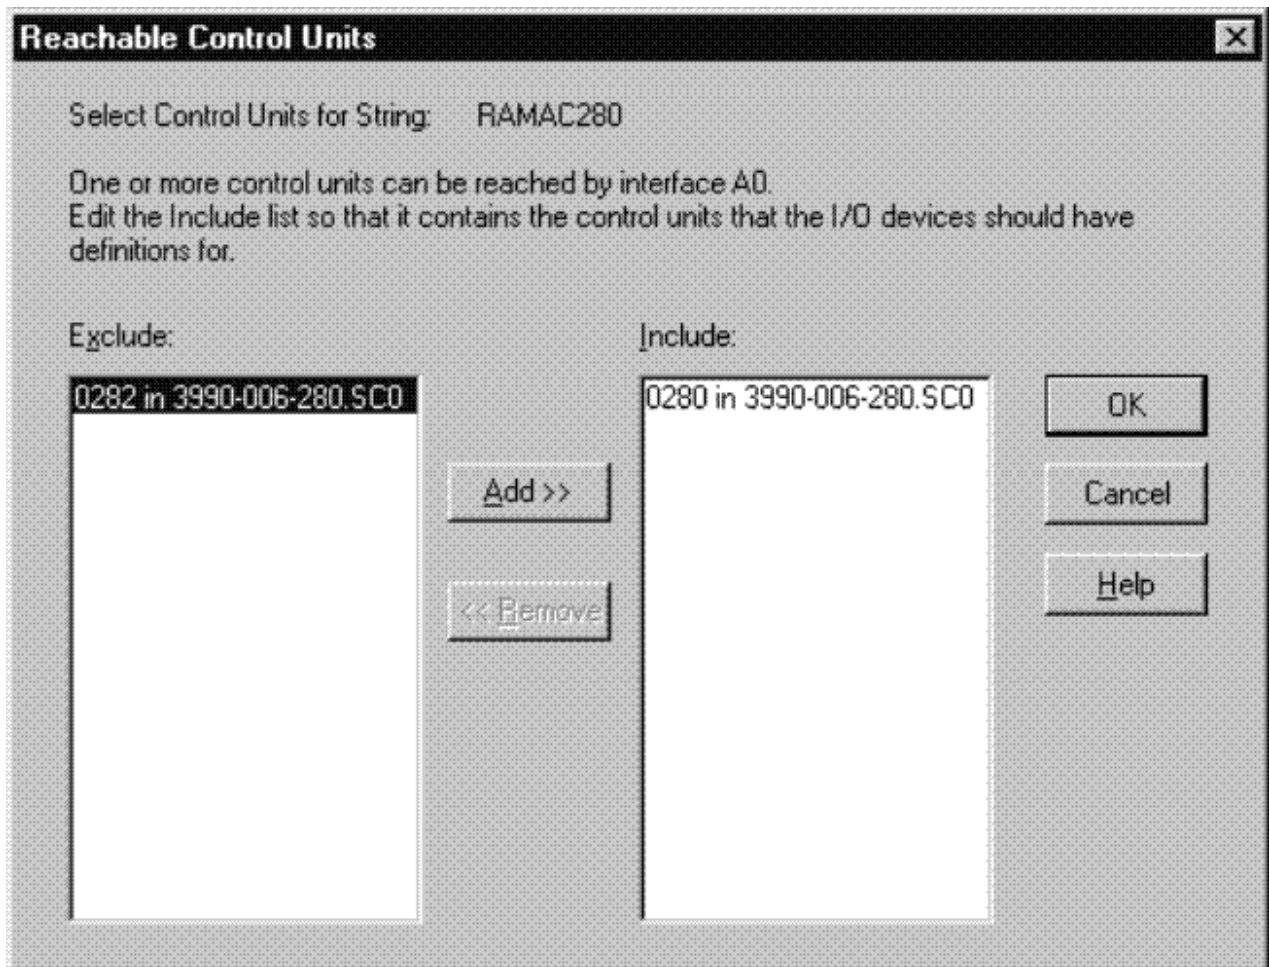 Reachable Control Units
Select Control Units for String: RAMAC280
One or more control units can be reached by interface A0.
Edit the Include list so that it contains the control units that the I/O devices should have
definitions for.
Exclude:
Include:
0282 in 3990-006-280.SC0
0280 in 3990-006-280.SC0
OK
Add >>
Cancel
<< Remove
Help